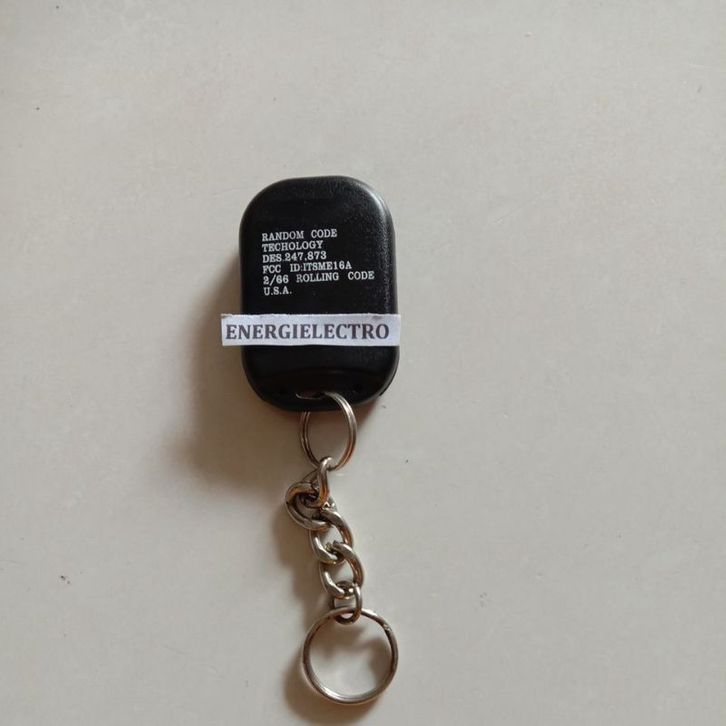 RANDOM CODE
TECHOLOGY
DES.247,873
FCC ID:ITSME16A
2/66 ROLLING CODE
U.S.A.
ENERGIELECTRO